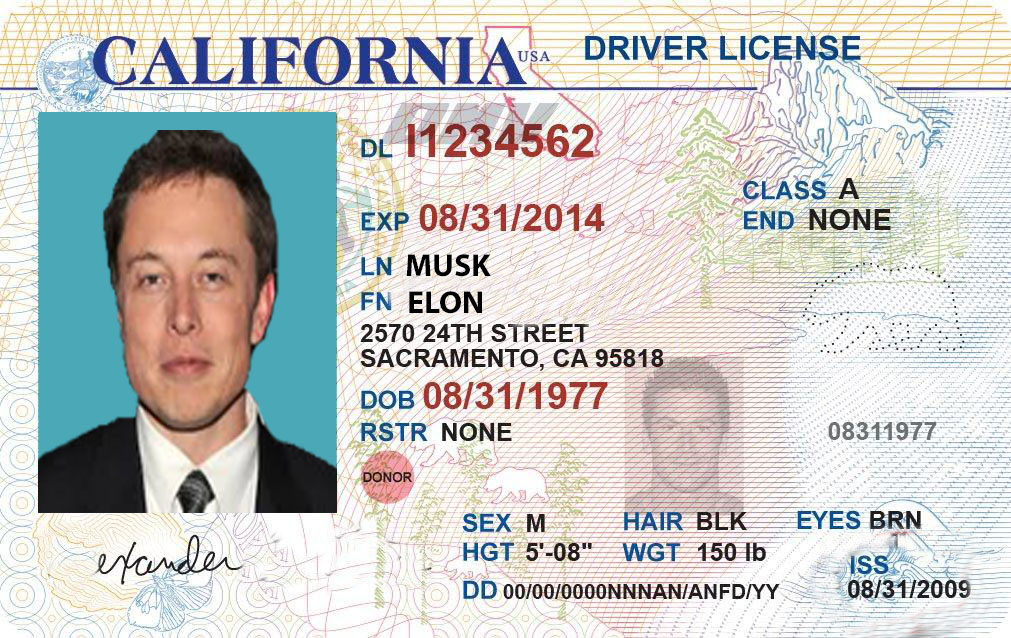 CALIFORNIA USA DRIVER LICENSE
DL I1234562
CLASS A
EXP 08/31/2014
END NONE
LN MUSK
FN ELON
2570 24TH STREET
SACRAMENTO, CA 95818
DOB 08/31/1977
RSTR NONE
08311977
DONOR
SEX M HAIR BLK EYES BRN
HGT 5'-08" WGT 150 lb
ISS
DD 00/00/0000NNNAN/ANFD/YY 08/31/2009
exander